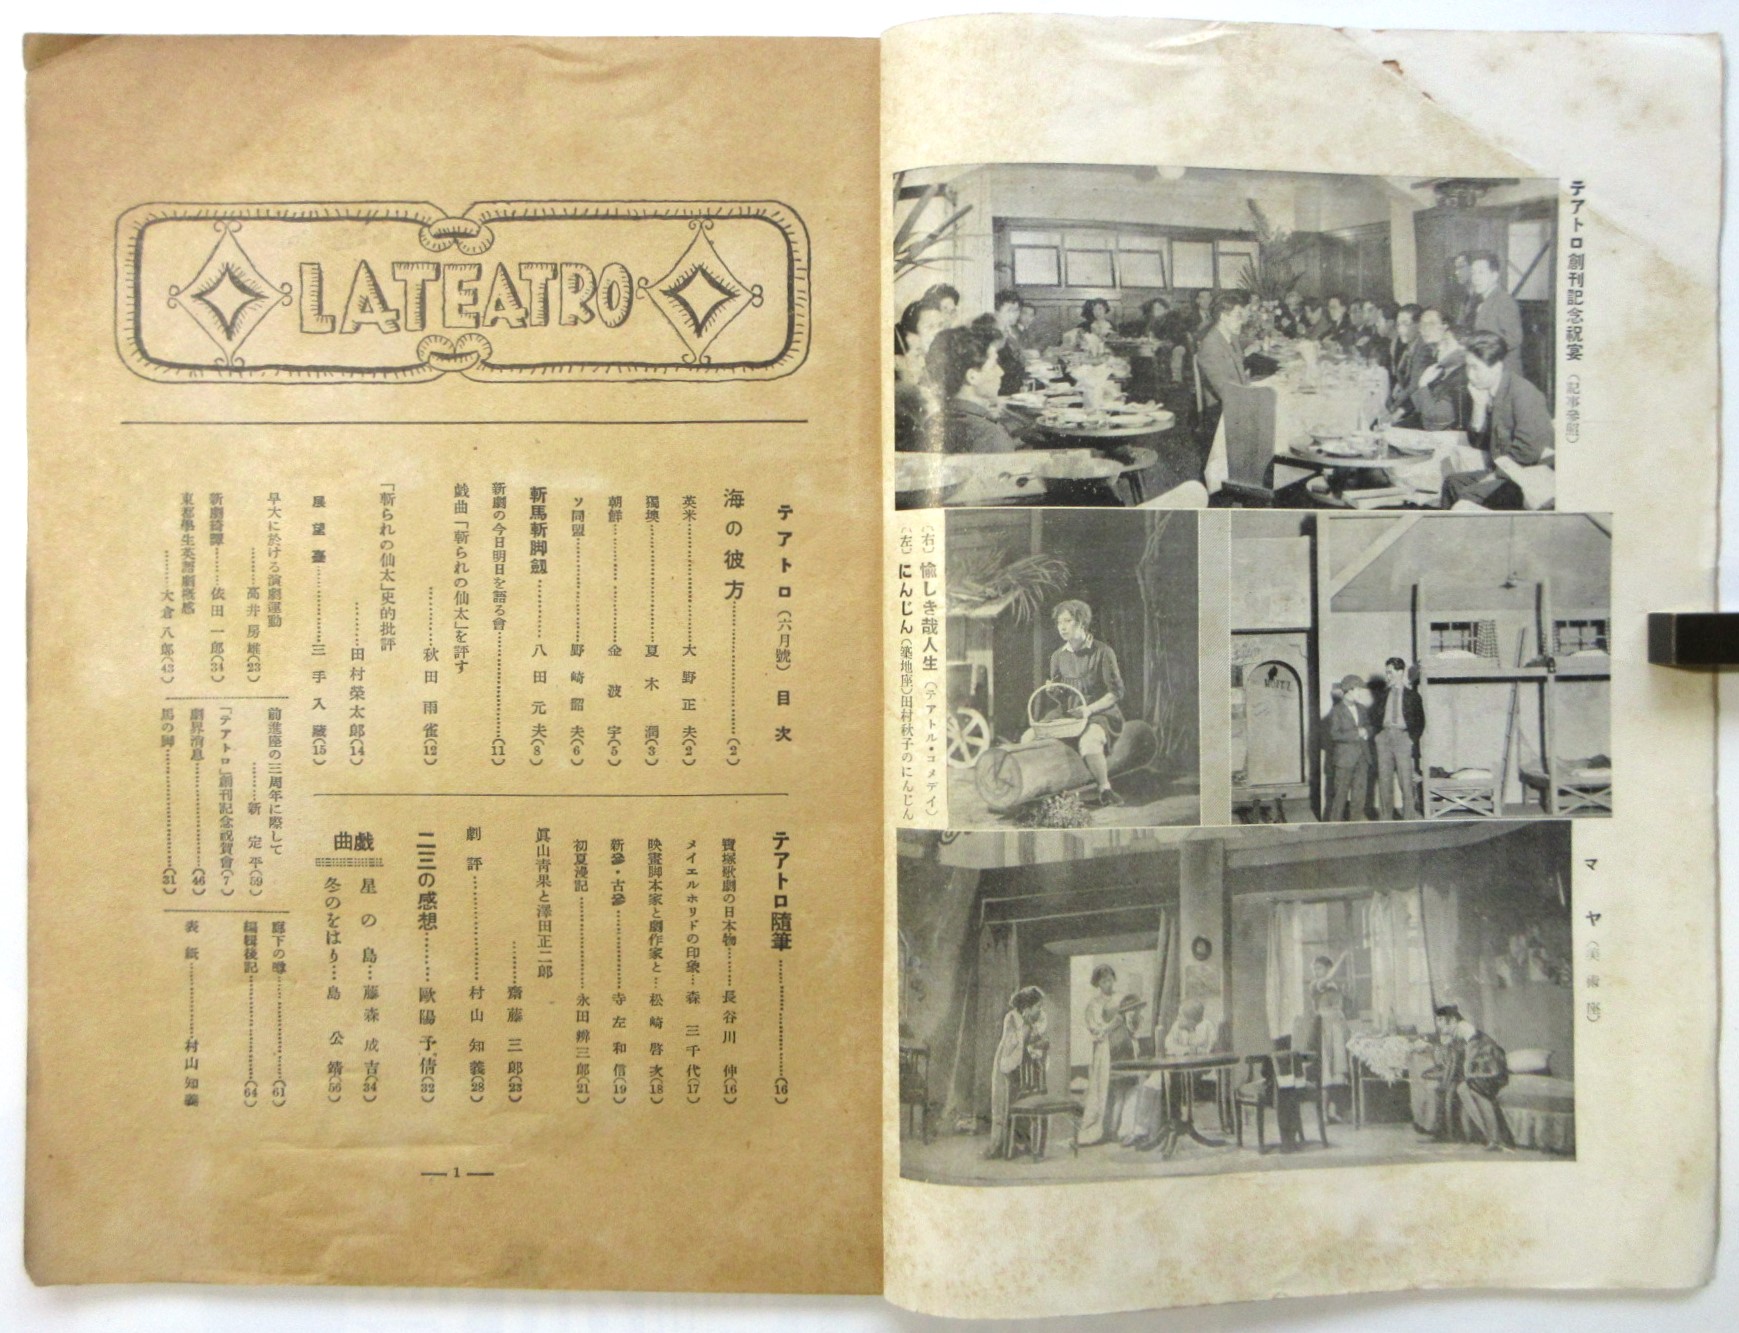 LA TEATRO
テアトロ(六月號)目次
海の彼方……(2)
英米……大野正夫(2)
獨墺……夏木潤(3)
朝鮮……金波宇(5)
ソ同盟……野崎韶夫(6)
斬馬斬脚劔……八田元夫(8)
新劇の今日明日を語る會……(11)
戯曲「斬られの仙太」を評す
……秋田雨雀(12)
「斬られの仙太」史的批評
……田村榮太郎(14)
展望臺……三手入藏(15)
早大に於ける演劇運動
……高井房雄(23)
新劇綺譚……依田一郎(34)
東都學生英語劇雜感
……大倉八郎(43)
前進座の三周年に際して
……新定平(59)
「テアトロ」創刊記念祝賀會(7)
劇界消息……(46)
馬の脚……(31)
テアトロ隨筆……(16)
寶塚歌劇の日本物……長谷川伸(16)
メイエルホリドの印象…森三千代(17)
映畫脚本家と劇作家と…松崎啓次(18)
新派・古派……寺左和信(19)
初夏漫記……永田辨三郎(21)
眞山靑果と澤田正二郎
……齋藤三郎(23)
劇評……村山知義(28)
二三の感想……歐陽予倩(32)
戯曲
星の島…藤森成吉(34)
冬のをはり…島公靖(56)
廊下の噂……(61)
編輯後記……(64)
表紙……村山知義
— 1 —
テアトロ創刊記念祝宴(記事參照)
(右) 愉しき哉人生(テアトル・コメデイ)
(左) にんじん(築地座)田村秋子のにんじん
マヤ(美術座)